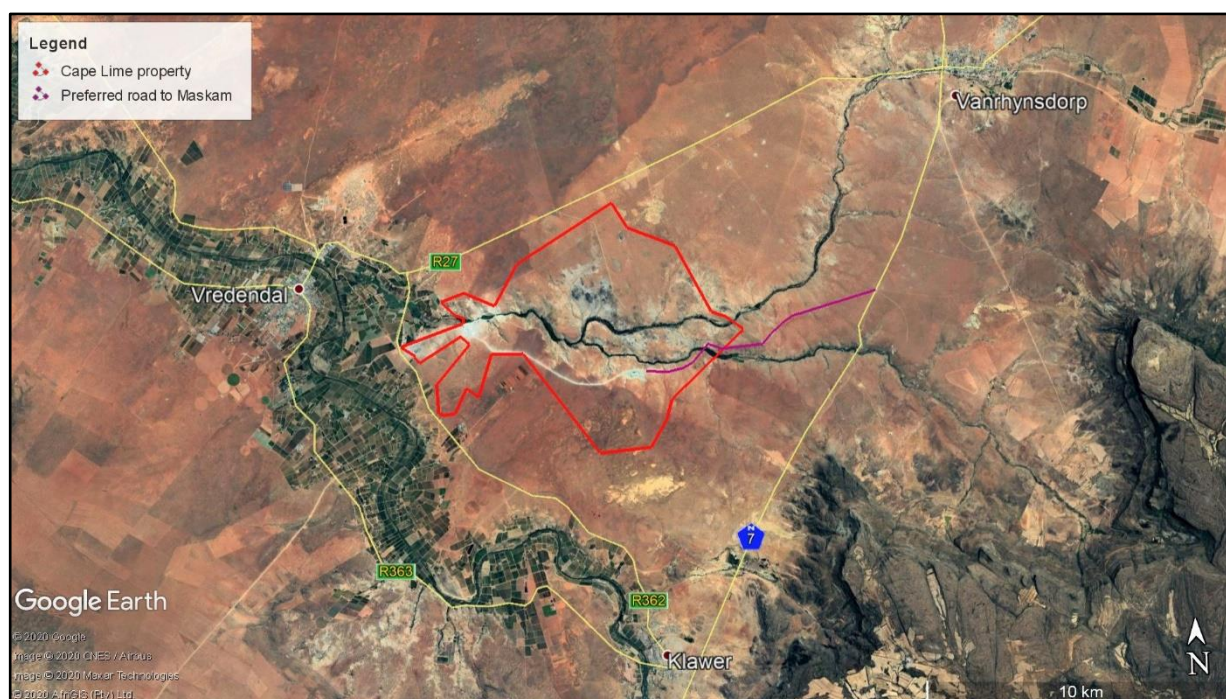 Legend
Cape Lime property
Preferred road to Maskam
Vanrhynsdorp
R27
Vredendal
N
7
R363
R362
Google Earth
Klawer
N
© 2020 Google
Image © 2020 CNES / Airbus
Image © 2020 Maxar Technologies
© 2020 AfriGIS (Pty) Ltd.
10 km